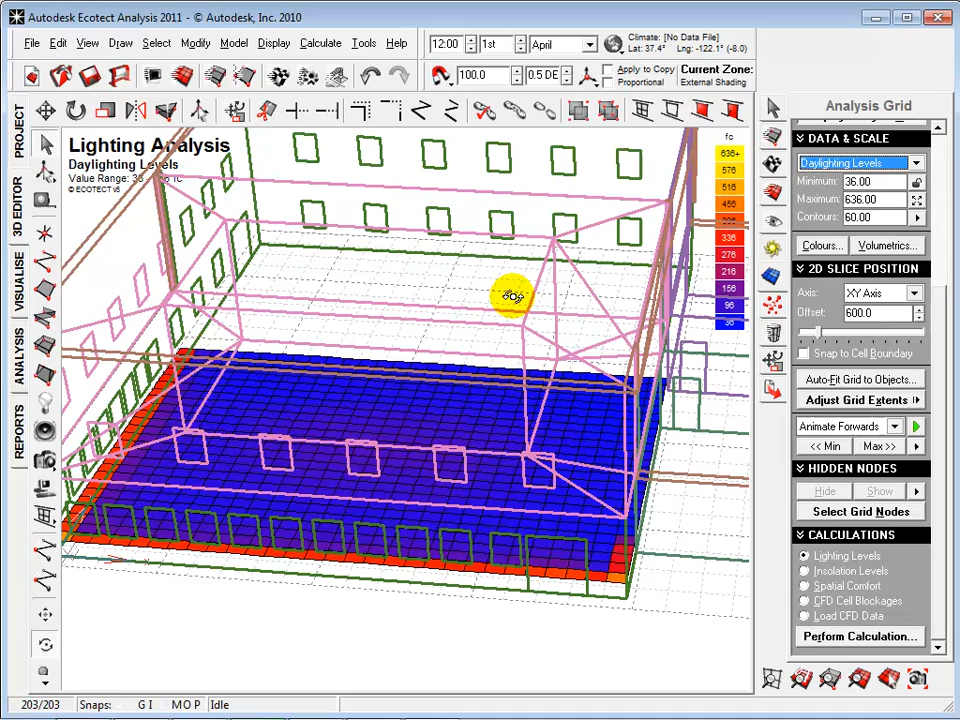 Autodesk Ecotect Analysis 2011 - © Autodesk, Inc. 2010
File Edit View Draw Select Modify Model Display Calculate Tools Help
12:00 1st April
Climate: [No Data File]
Lat: 37.4° Lng: -122.1° (-8.0)
100.0 0.5 DE
Apply to Copy
Proportional
Current Zone:
External Shading
PROJECT
3D EDITOR
VISUALISE
ANALYSIS
REPORTS
Lighting Analysis
Daylighting Levels
Value Range: 36
© ECOTECT v5
fc
636+
576
516
456
396
336
276
216
156
96
36
Analysis Grid
DATA & SCALE
Daylighting Levels
Minimum: 36.00
Maximum: 636.00
Contours: 60.00
Colours... Volumetrics...
2D SLICE POSITION
Axis: XY Axis
Offset: 600.0
Snap to Cell Boundary
Auto-Fit Grid to Objects...
Adjust Grid Extents
Animate Forwards
<< Min Max >>
HIDDEN NODES
Hide Show
Select Grid Nodes
CALCULATIONS
Lighting Levels
Insolation Levels
Spatial Comfort
CFD Cell Blockages
Load CFD Data
Perform Calculation...
203/203 Snaps: G I M O P Idle